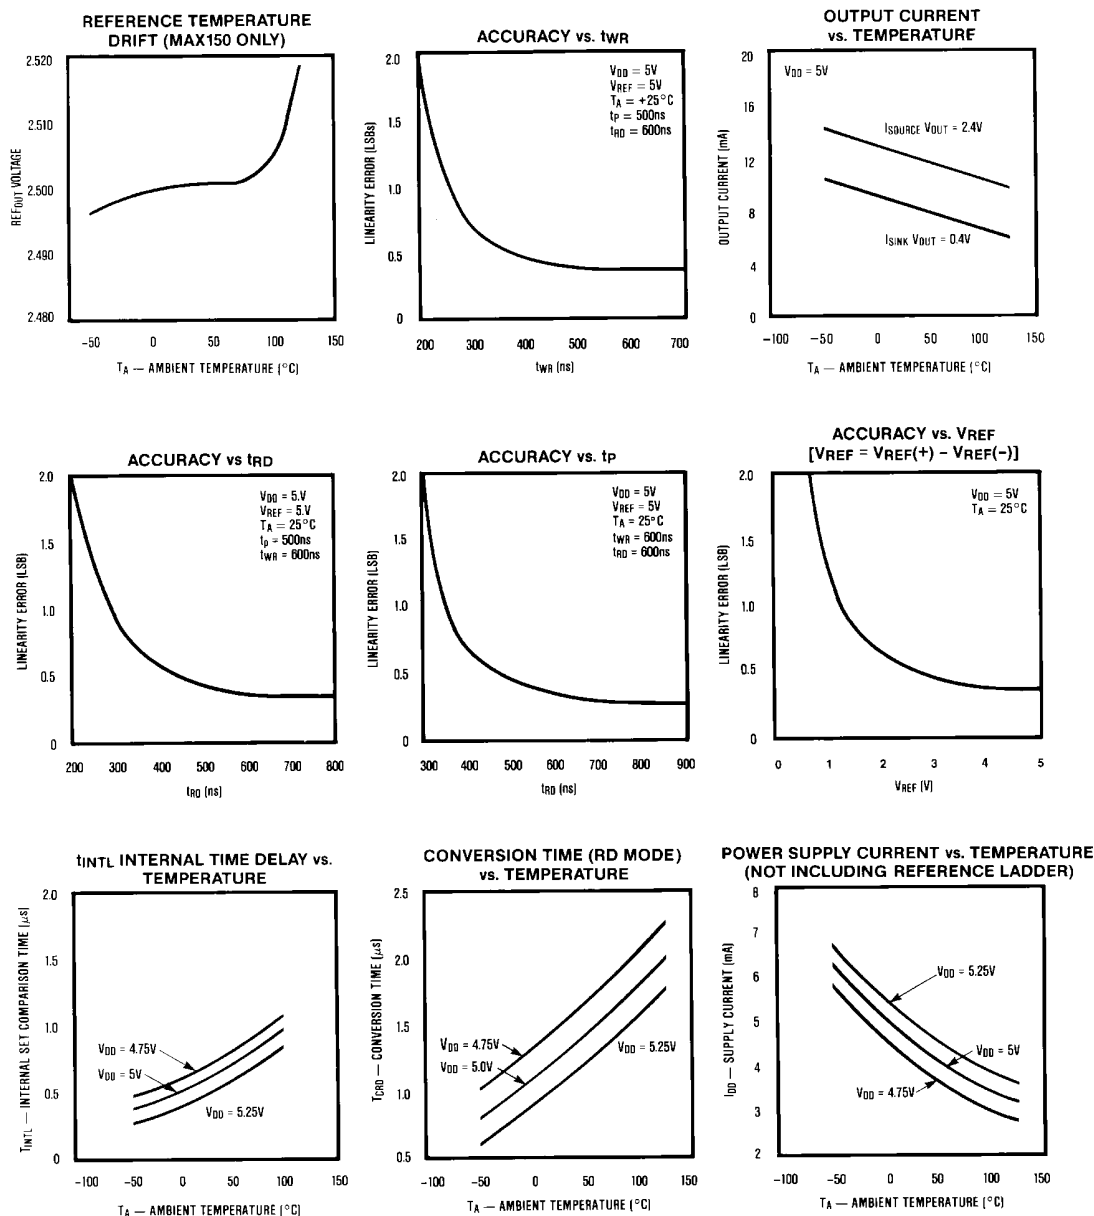 REFERENCE TEMPERATURE
DRIFT (MAX150 ONLY)
REFOUT VOLTAGE
2.520
2.510
2.500
2.490
2.480
-50
0
50
100
150
TA — AMBIENT TEMPERATURE (°C)
ACCURACY vs. tWR
LINEARITY ERROR (LSBs)
2.0
1.5
1.0
0.5
0
VDD = 5V
VREF = 5V
TA = +25°C
tP = 500ns
tRD = 600ns
200
300
400
500
600
700
tWR (ns)
OUTPUT CURRENT
vs. TEMPERATURE
OUTPUT CURRENT (mA)
20
16
12
8
4
0
VDD = 5V
ISOURCE VOUT = 2.4V
ISINK VOUT = 0.4V
-100
-50
0
50
100
150
TA — AMBIENT TEMPERATURE (°C)
ACCURACY vs tRD
LINEARITY ERROR (LSB)
2.0
1.5
1.0
0.5
0
VDD = 5.V
VREF = 5.V
TA = 25°C
tp = 500ns
tWR = 600ns
200
300
400
500
600
700
800
tRD (ns)
ACCURACY vs. tP
LINEARITY ERROR (LSB)
2.0
1.5
1.0
0.5
0
VDD = 5V
VREF = 5V
TA = 25°C
tWR = 600ns
tRD = 600ns
300
400
500
600
700
800
900
tRD (ns)
ACCURACY vs. VREF
[VREF = VREF(+) – VREF(–)]
LINEARITY ERROR (LSB)
2.0
1.5
1.0
0.5
0
VDD = 5V
TA = 25°C
0
1
2
3
4
5
VREF (V)
tINTL INTERNAL TIME DELAY vs.
TEMPERATURE
TINTL — INTERNAL SET COMPARISON TIME (µs)
2.0
1.5
1.0
0.5
0
VDD = 4.75V
VDD = 5V
VDD = 5.25V
-100
-50
0
50
100
150
TA — AMBIENT TEMPERATURE (°C)
CONVERSION TIME (RD MODE)
vs. TEMPERATURE
TCRD — CONVERSION TIME (µs)
2.5
2.0
1.5
1.0
0.5
VDD = 4.75V
VDD = 5.0V
VDD = 5.25V
-100
-50
0
50
100
150
TA — AMBIENT TEMPERATURE (°C)
POWER SUPPLY CURRENT vs. TEMPERATURE
(NOT INCLUDING REFERENCE LADDER)
IDD — SUPPLY CURRENT (mA)
8
7
6
5
4
3
2
VDD = 5.25V
VDD = 5V
VDD = 4.75V
-100
-50
0
50
100
150
TA — AMBIENT TEMPERATURE (°C)